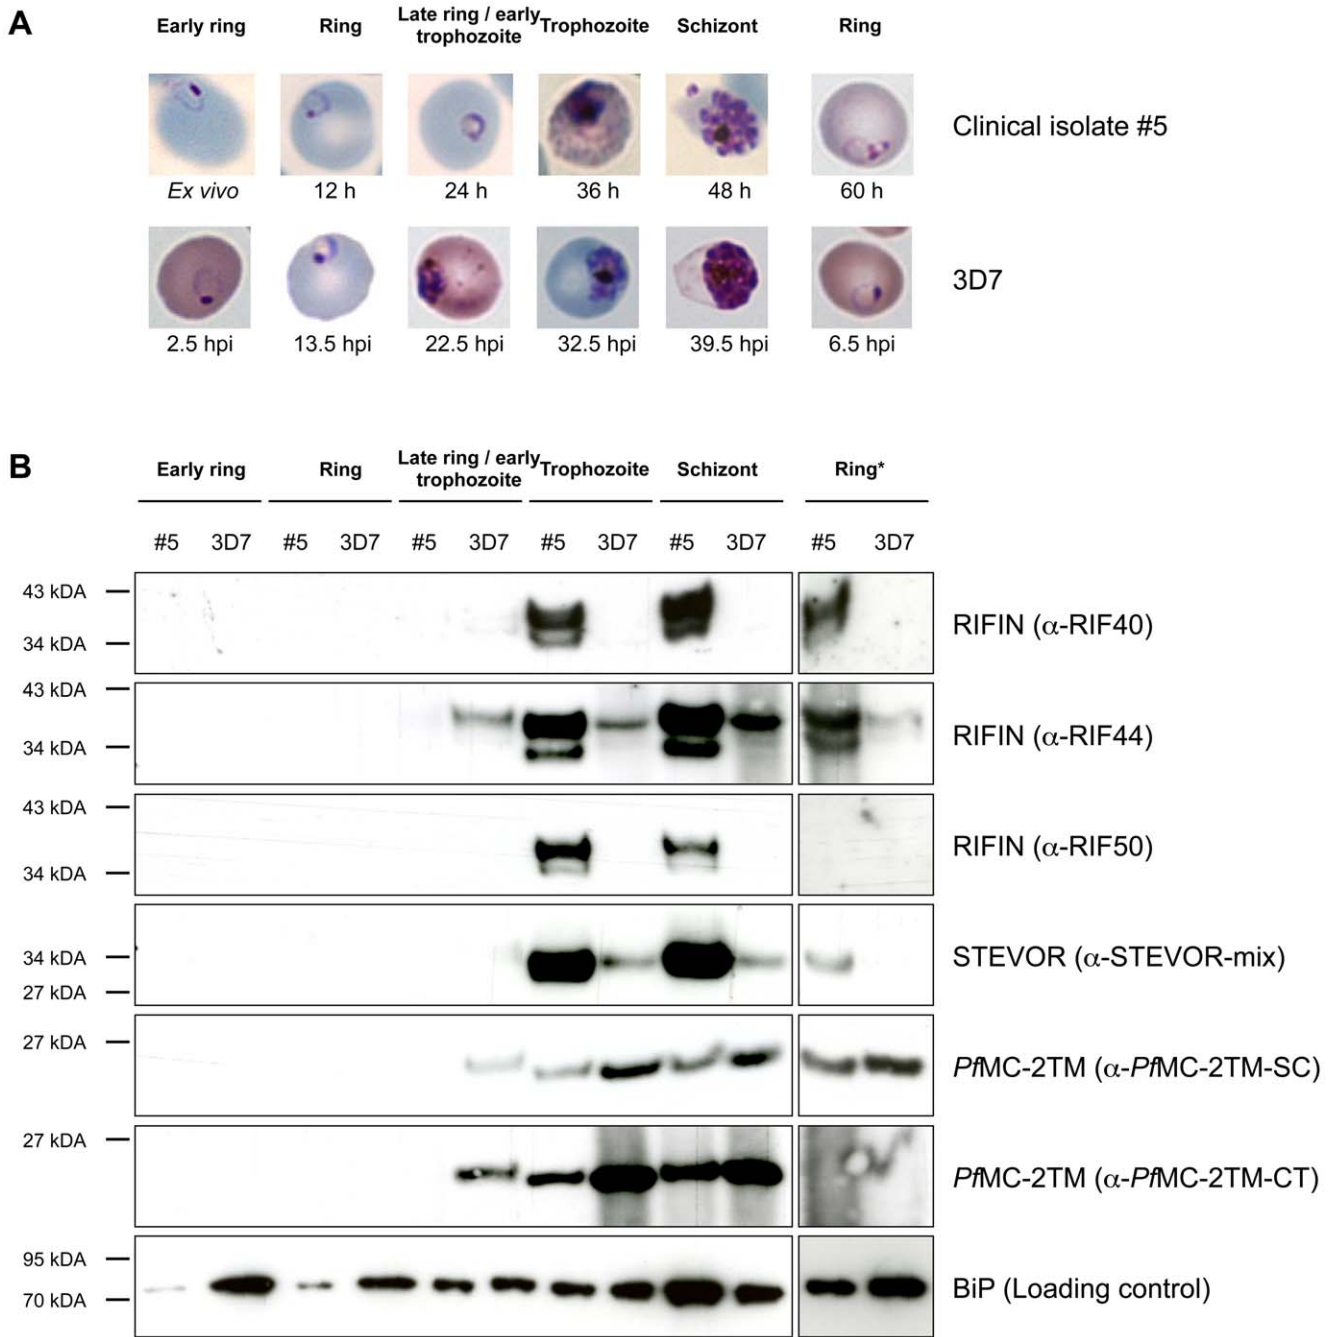 A
Early ring Ring Late ring / early trophozoite Trophozoite Schizont Ring
Clinical isolate #5
Ex vivo 12 h 24 h 36 h 48 h 60 h
3D7
2.5 hpi 13.5 hpi 22.5 hpi 32.5 hpi 39.5 hpi 6.5 hpi
B
Early ring Ring Late ring / early trophozoite Trophozoite Schizont Ring*
#5 3D7 #5 3D7 #5 3D7 #5 3D7 #5 3D7 #5 3D7
43 kDA
34 kDA
RIFIN (α-RIF40)
43 kDA
34 kDA
RIFIN (α-RIF44)
43 kDA
34 kDA
RIFIN (α-RIF50)
34 kDA
27 kDA
STEVOR (α-STEVOR-mix)
27 kDA
PfMC-2TM (α-PfMC-2TM-SC)
27 kDA
PfMC-2TM (α-PfMC-2TM-CT)
95 kDA
70 kDA
BiP (Loading control)